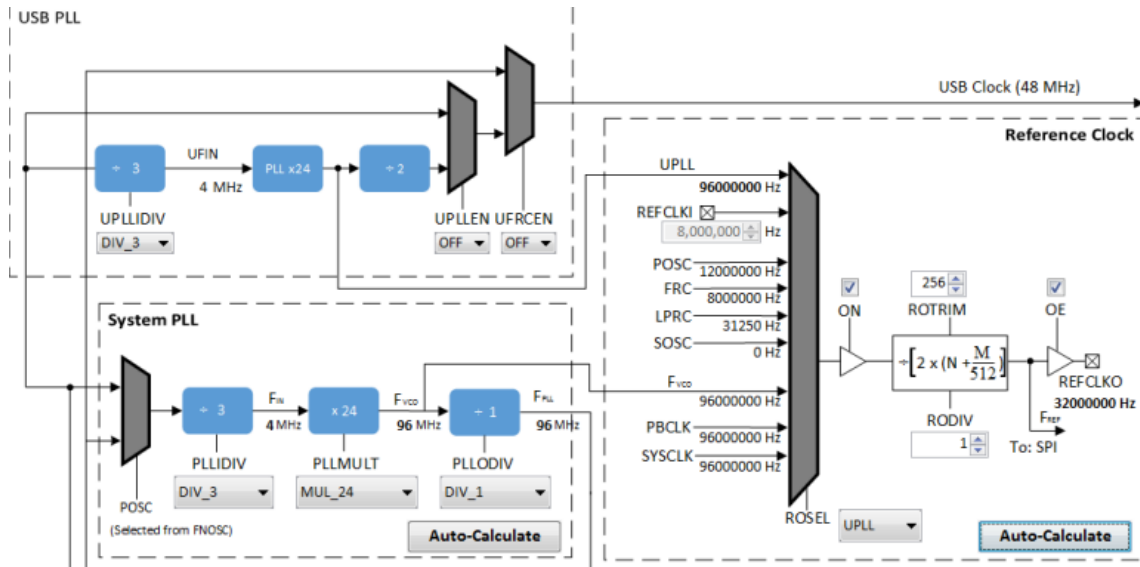 USB PLL
USB Clock (48 MHz)
Reference Clock
÷ 3
UFIN
4 MHz
PLL x24
÷ 2
UPLLIDIV
DIV_3
UPLLEN
OFF
UFRCEN
OFF
UPLL
96000000 Hz
REFCLKI
8,000,000 Hz
POSC
12000000 Hz
FRC
8000000 Hz
LPRC
31250 Hz
SOSC
0 Hz
FVCO
96000000 Hz
PBCLK
96000000 Hz
SYSCLK
96000000 Hz
ROSEL
UPLL
ON
256
ROTRIM
÷[2 x (N + M/512)]
RODIV
1
OE
REFCLKO
32000000 Hz
FREF
To: SPI
Auto-Calculate
System PLL
POSC
(Selected from FNOSC)
÷ 3
FIN
4 MHz
x 24
FVCO
96 MHz
÷ 1
FPLL
96 MHz
PLLIDIV
DIV_3
PLLMULT
MUL_24
PLLODIV
DIV_1
Auto-Calculate